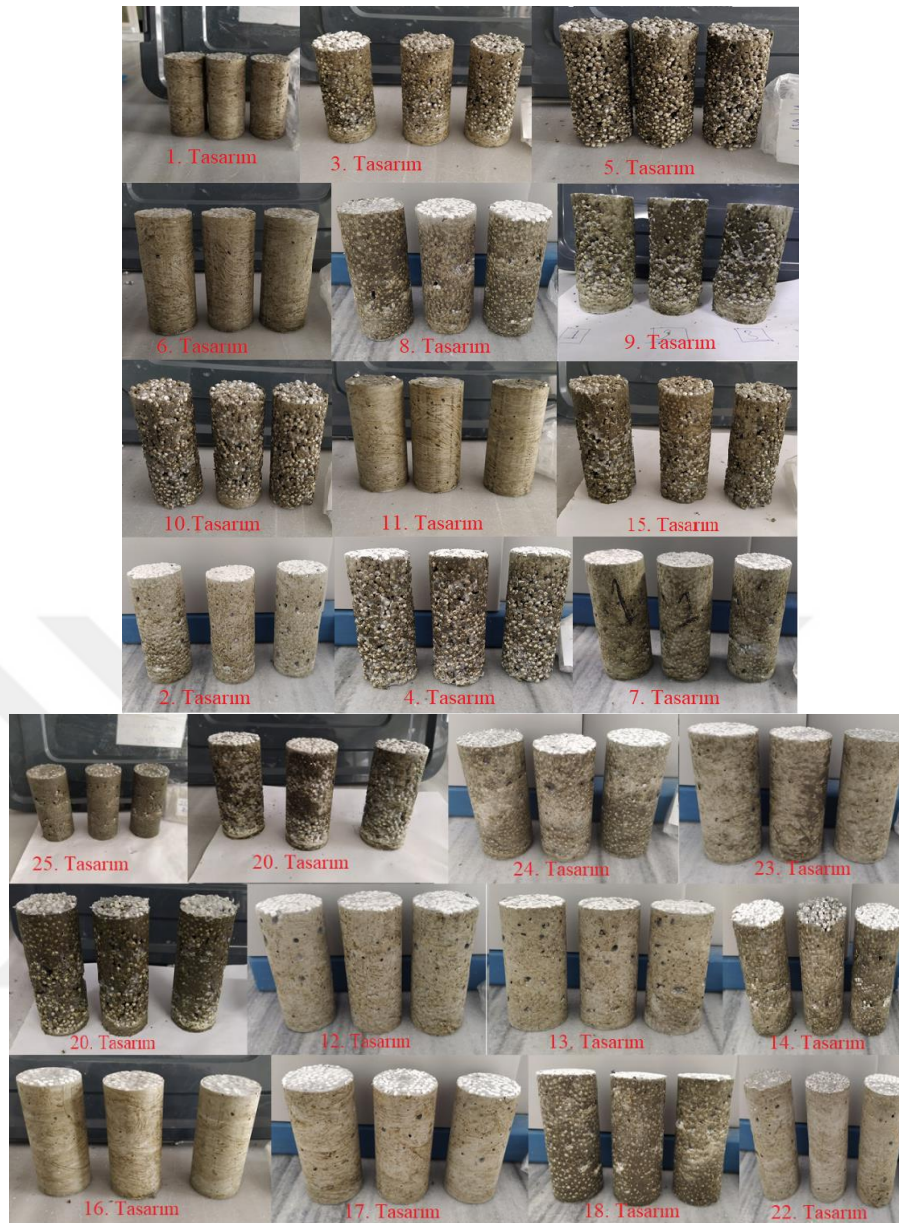 1. Tasarım
3. Tasarım
5. Tasarım
6. Tasarım
8. Tasarım
9. Tasarım
10.Tasarım
11. Tasarım
15. Tasarım
2. Tasarım
4. Tasarım
7. Tasarım
25. Tasarım
20. Tasarım
24. Tasarım
23. Tasarım
20. Tasarım
12. Tasarım
13. Tasarım
14. Tasarım
16. Tasarım
17. Tasarım
18. Tasarım
22. Tasarım